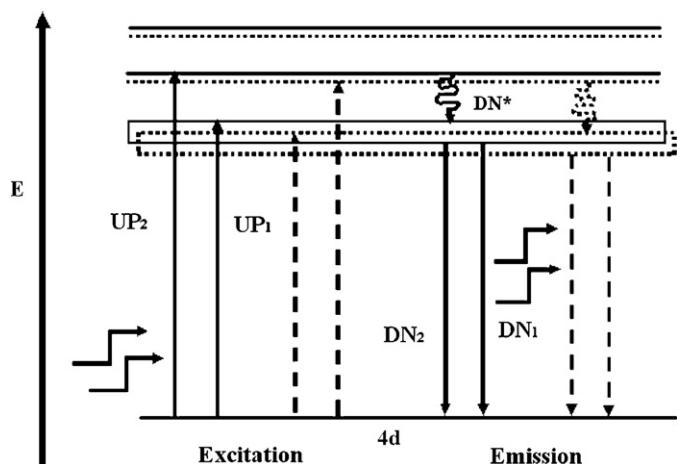 DN*
E
UP₂
UP₁
DN₂
DN₁
4d
Excitation
Emission